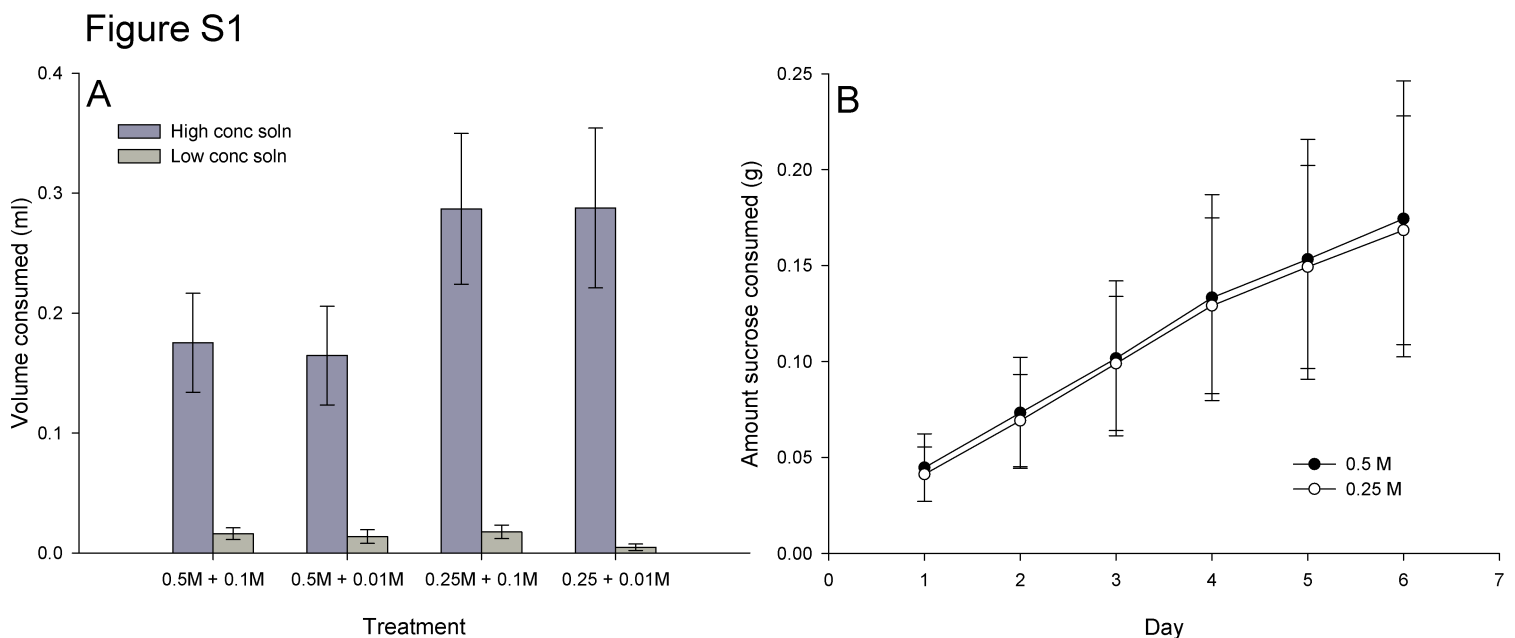 Figure S1
A
High conc soln
Low conc soln
Volume consumed (ml)
0.4
0.3
0.2
0.1
0.0
0.5M + 0.1M
0.5M + 0.01M
0.25M + 0.1M
0.25 + 0.01M
Treatment
B
Amount sucrose consumed (g)
0.25
0.20
0.15
0.10
0.05
0.00
0.5 M
0.25 M
0
1
2
3
4
5
6
7
Day